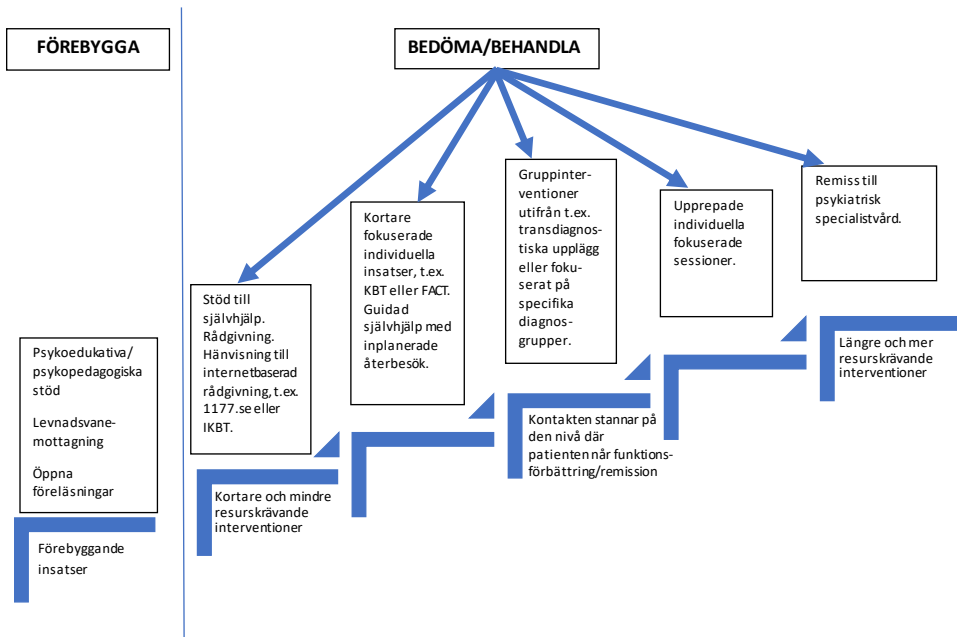 FÖREBYGGA
BEDÖMA/BEHANDLA
Psykoedukativa/
psykopedagogiska
stöd
Levnadsvane-
mottagning
Öppna
föreläsningar
Förebyggande
insatser
Stöd till
självhjälp.
Rådgivning.
Hänvisning till
internetbaserad
rådgivning, t.ex.
1177.se eller
IKBT.
Kortare och mindre
resurskrävande
interventioner
Kortare
fokuserade
individuella
insatser, t.ex.
KBT eller FACT.
Guidad
självhjälp med
inplanerade
återbesök.
Gruppinter-
ventioner
utifrån t.ex.
transdiagnos-
tiska upplägg
eller foku-
serat på
specifika
diagnos-
grupper.
Kontakten stannar på
den nivå där
patienten når funktions-
förbättring/remission
Upprepade
individuella
fokuserade
sessioner.
Remiss till
psykiatrisk
specialistvård.
Längre och mer
resurskrävande
interventioner